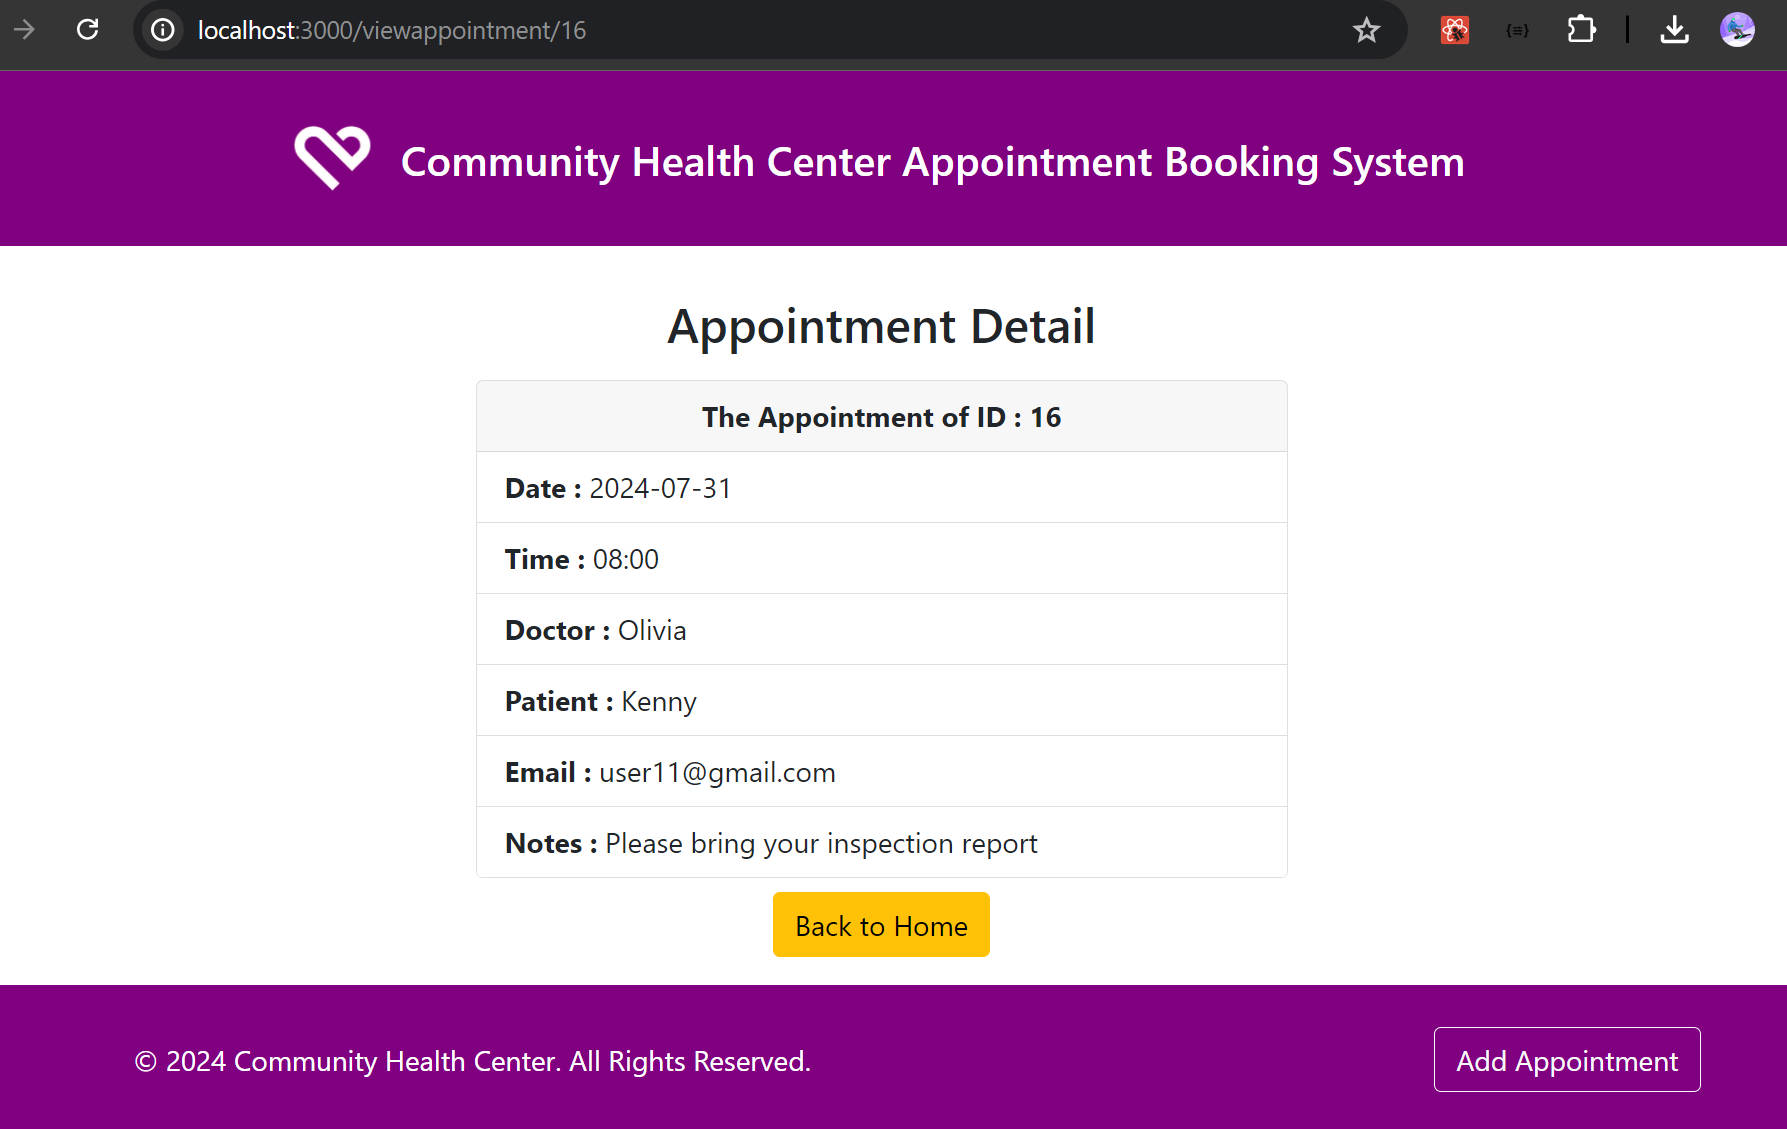 localhost:3000/viewappointment/16
Community Health Center Appointment Booking System
Appointment Detail
The Appointment of ID : 16
Date : 2024-07-31
Time : 08:00
Doctor : Olivia
Patient : Kenny
Email : user11@gmail.com
Notes : Please bring your inspection report
Back to Home
© 2024 Community Health Center. All Rights Reserved.
Add Appointment